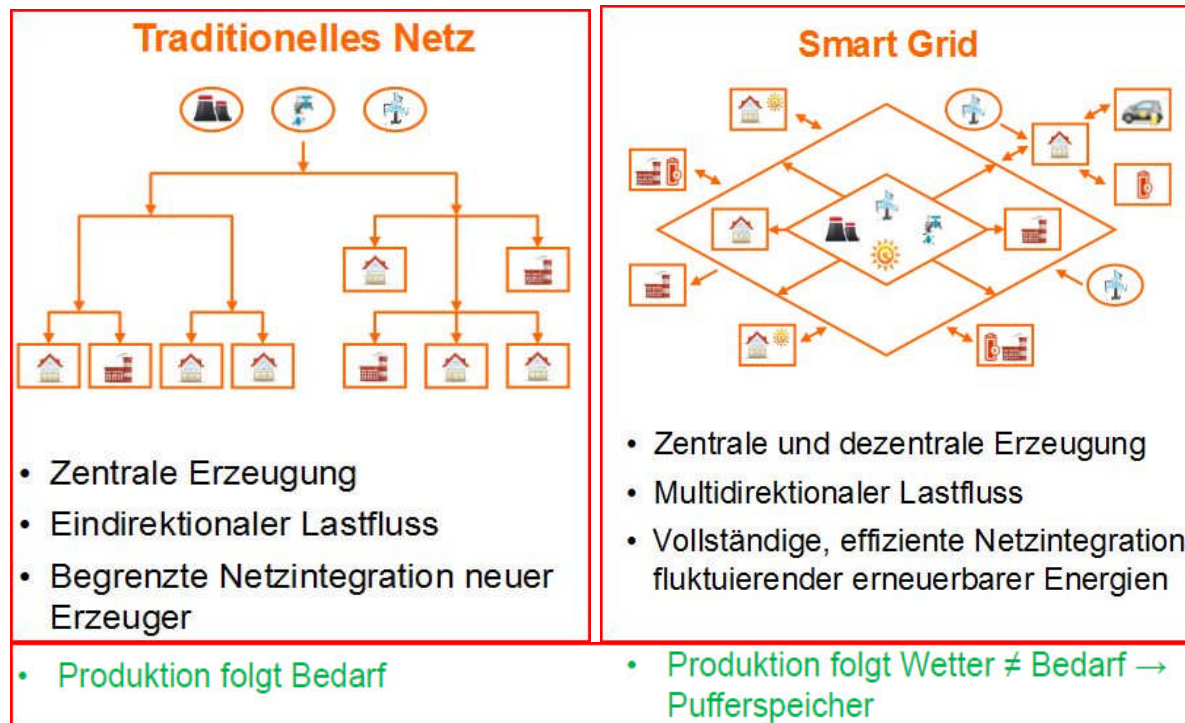 Traditionelles Netz
• Zentrale Erzeugung
• Eindirektionaler Lastfluss
• Begrenzte Netzintegration neuer
Erzeuger
• Produktion folgt Bedarf
Smart Grid
• Zentrale und dezentrale Erzeugung
• Multidirektionaler Lastfluss
• Vollständige, effiziente Netzintegration
fluktuierender erneuerbarer Energien
• Produktion folgt Wetter ≠ Bedarf →
Pufferspeicher